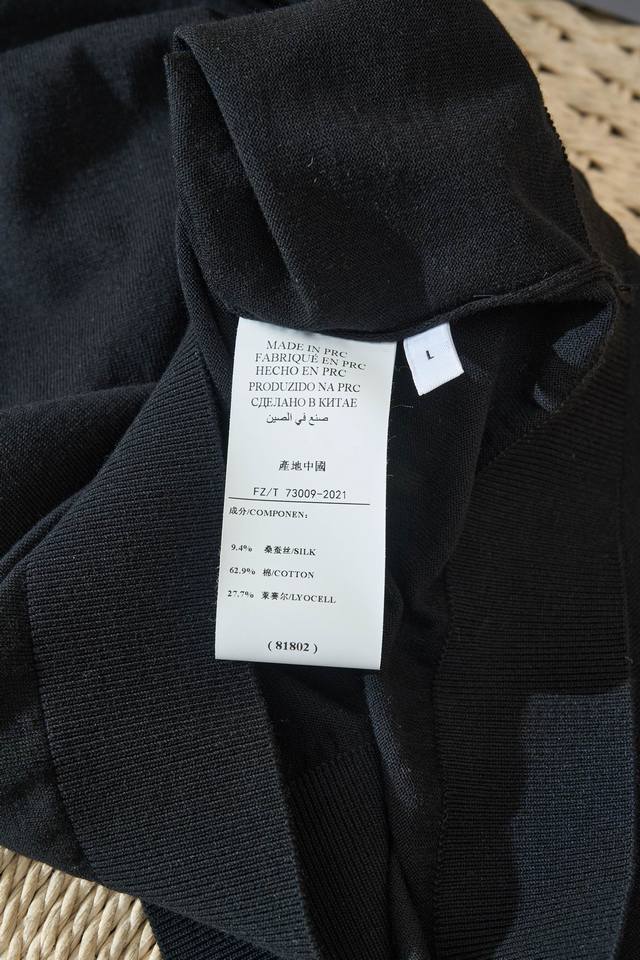 MADE IN PRC
FABRIQUÉ EN PRC
HECHO EN PRC
PRODUZIDO NA PRC
СДЕЛАНО В КИТАЕ
صنع في الصين
產地中國
FZ/T 73009-2021
成分/COMPONEN:
9.4% 桑蚕丝/SILK
62.9% 棉/COTTON
27.7% 莱赛尔/LYOCELL
(81802)
L